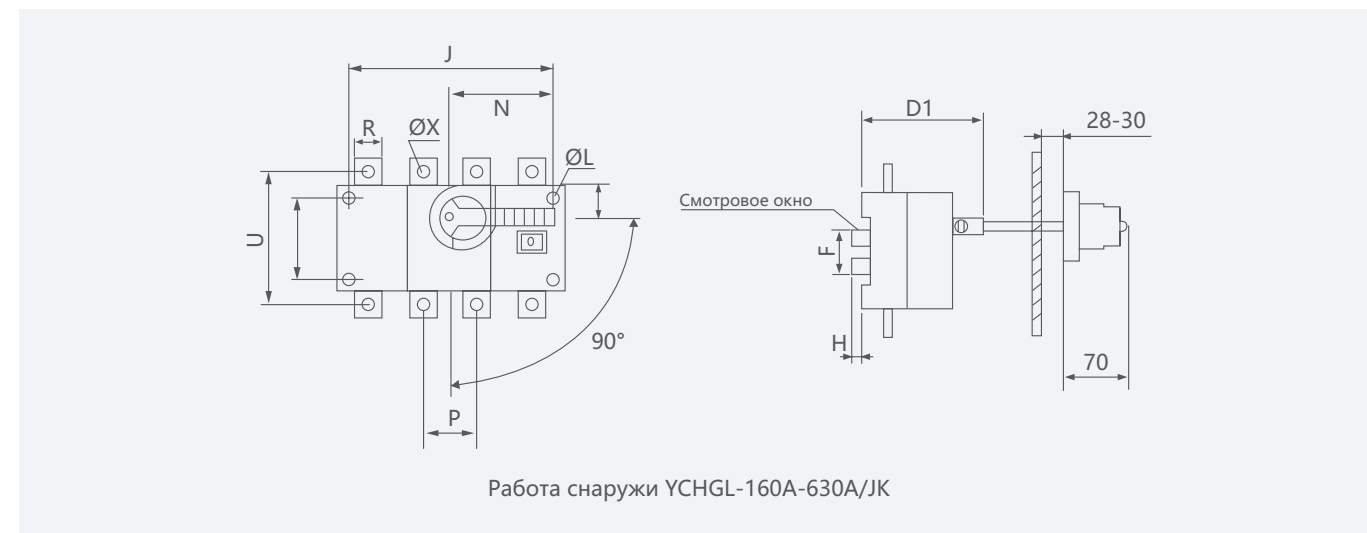 J
N
R
ØX
ØL
U
90°
P
D1
28-30
Смотровое окно
F
H
70
0
Работа снаружи YCHGL-160A-630A/JK